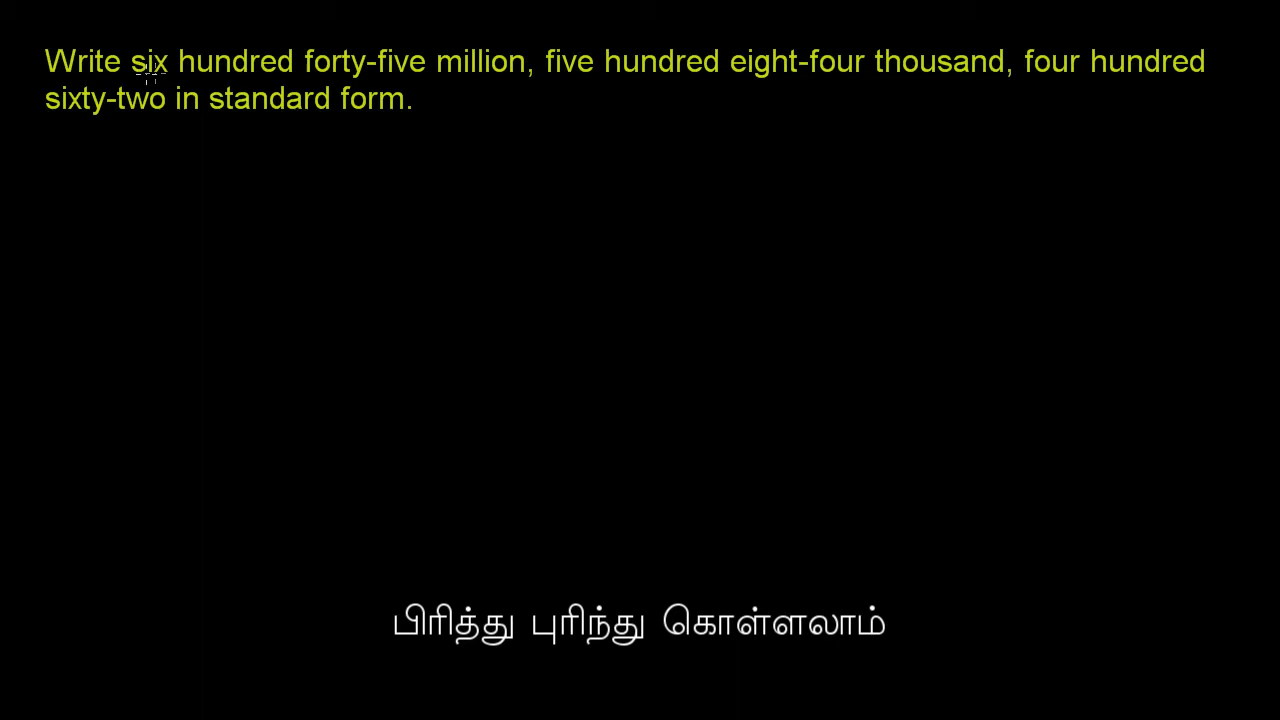 Write six hundred forty-five million, five hundred eight-four thousand, four hundred
sixty-two in standard form.
பிரித்து புரிந்து கொள்ளலாம்